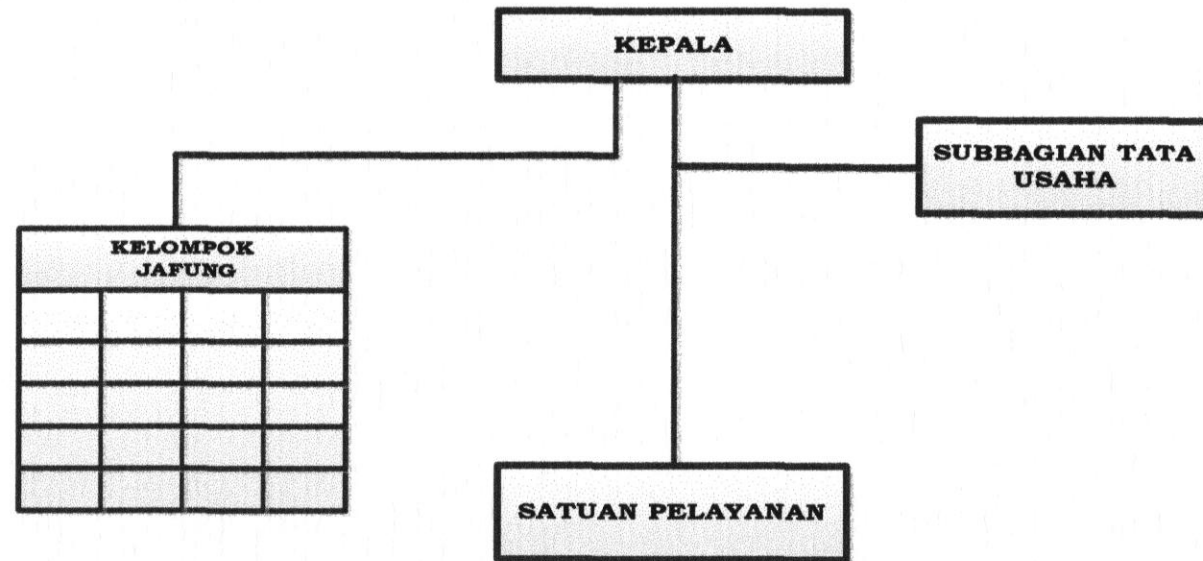 KEPALA
SUBBAGIAN TATA
USAHA
KELOMPOK
JAFUNG
SATUAN PELAYANAN